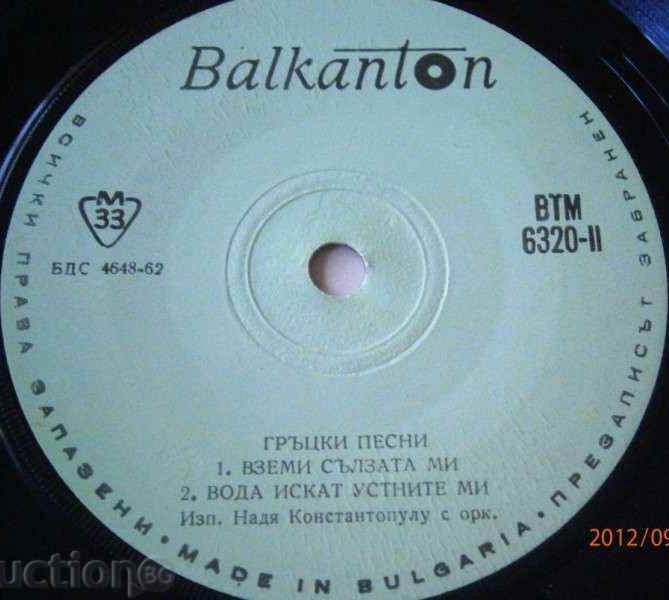 Balkanton
ВСИЧКИ ПРАВА ЗАПАЗЕНИ · MADE IN BULGARIA · ПРЕЗАПИСЪТ ЗАБРАНЕН
М
33
БДС 4648-62
ВТМ
6320-II
ГРЪЦКИ ПЕСНИ
1. ВЗЕМИ СЪЛЗАТА МИ
2. ВОДА ИСКАТ УСТНИТЕ МИ
Изп. Надя Константопулу с орк.
2012/09
uction.BG